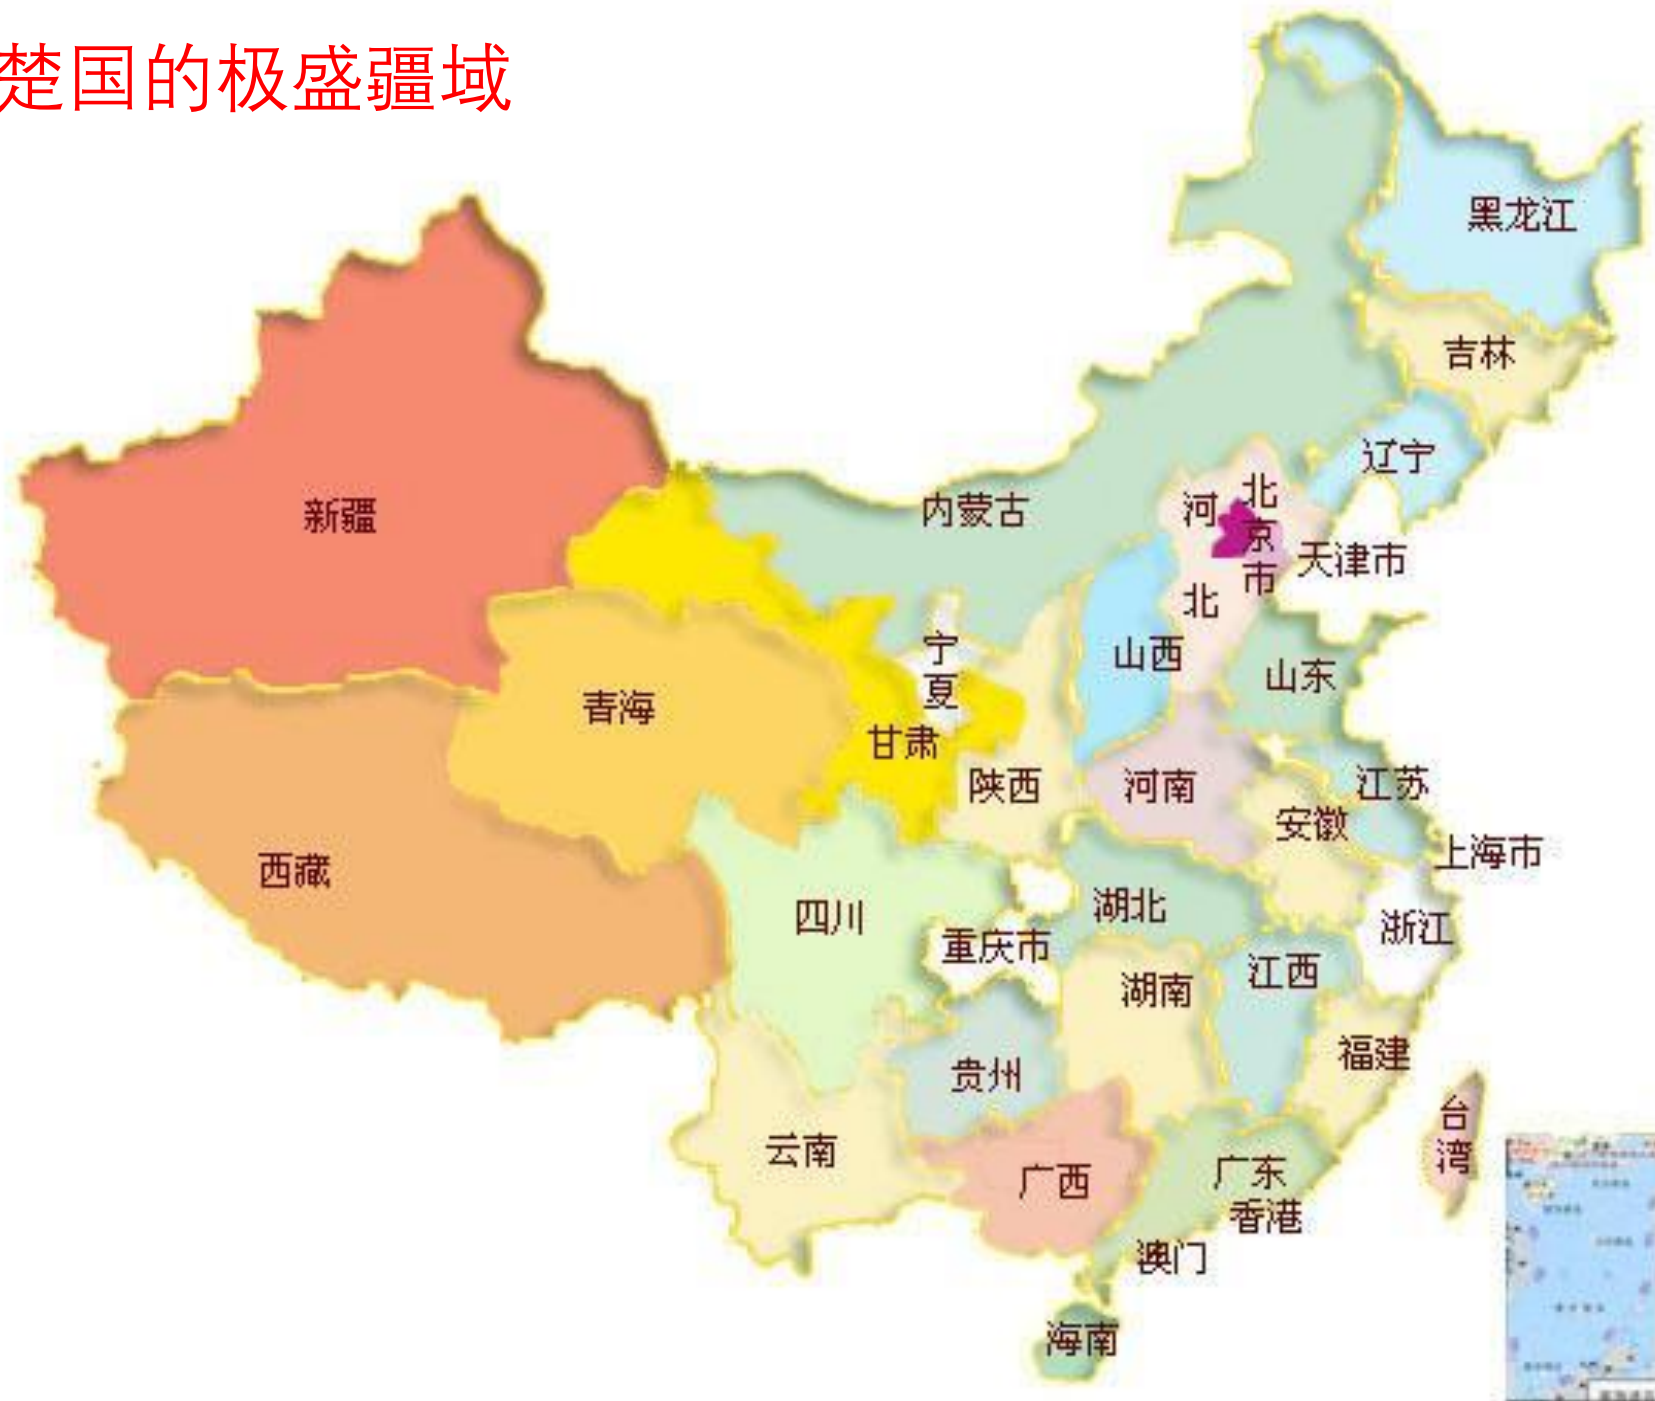 楚国的极盛疆域
黑龙江
吉林
辽宁
新疆
内蒙古
河北
北京市
天津市
宁夏
山西
山东
青海
甘肃
陕西
河南
江苏
安徽
上海市
西藏
四川
湖北
重庆市
浙江
江西
湖南
福建
贵州
台湾
云南
广西
广东
香港
澳门
海南